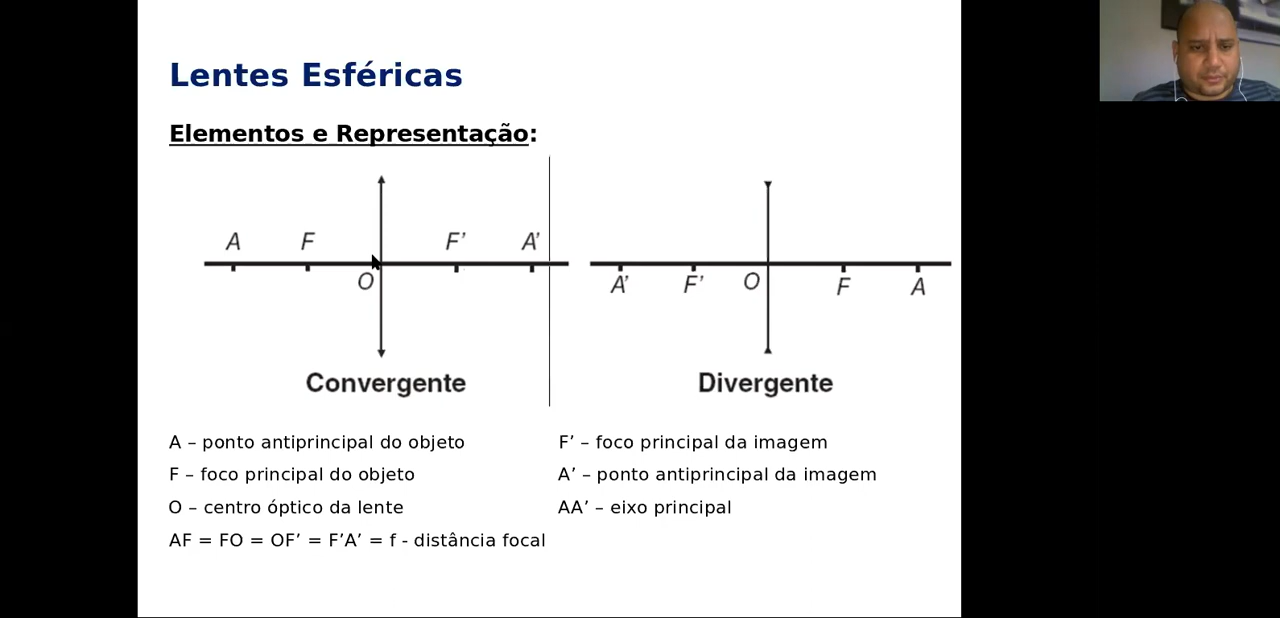 Lentes Esféricas
Elementos e Representação:
A F F’ A’
O
A’ F’ O F A
Convergente
Divergente
A – ponto antiprincipal do objeto
F – foco principal do objeto
O – centro óptico da lente
AF = FO = OF’ = F’A’ = f - distância focal
F’ – foco principal da imagem
A’ – ponto antiprincipal da imagem
AA’ – eixo principal